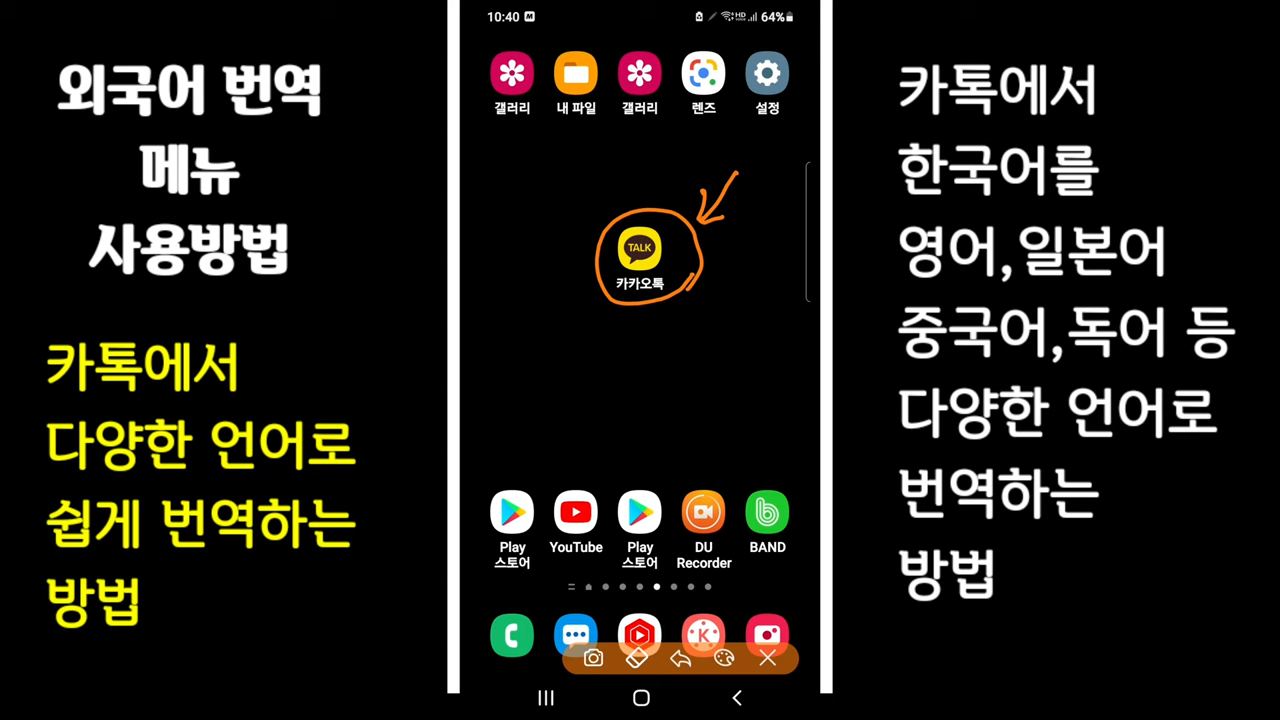 외국어 번역
메뉴
사용방법
카톡에서
다양한 언어로
쉽게 번역하는
방법
10:40
HD
64%
갤러리
내 파일
갤러리
렌즈
설정
TALK
카카오톡
Play
스토어
YouTube
Play
스토어
DU
Recorder
BAND
K
카톡에서
한국어를
영어,일본어
중국어,독어 등
다양한 언어로
번역하는
방법